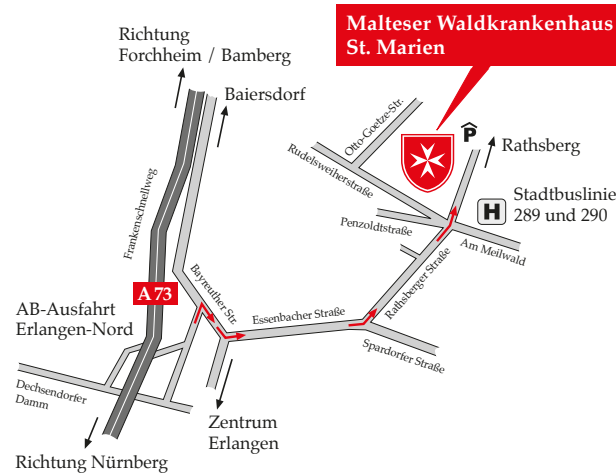 Malteser Waldkrankenhaus
St. Marien
Richtung
Forchheim / Bamberg
Baiersdorf
Otto-Goetze-Str.
Rudelsweiherstraße
P
Rathsberg
H
Stadtbuslinie
289 und 290
Penzoldtstraße
Am Meilwald
Frankenschnellweg
Bayreuther Str.
Rathsberger Straße
A 73
AB-Ausfahrt
Erlangen-Nord
Essenbacher Straße
Spardorfer Straße
Dechsendorfer
Damm
Zentrum
Erlangen
Richtung Nürnberg